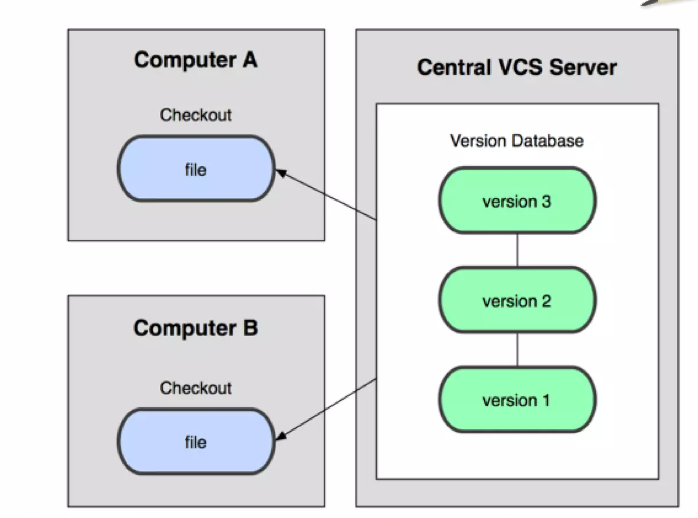 Computer A
Checkout
file
Computer B
Checkout
file
Central VCS Server
Version Database
version 3
version 2
version 1